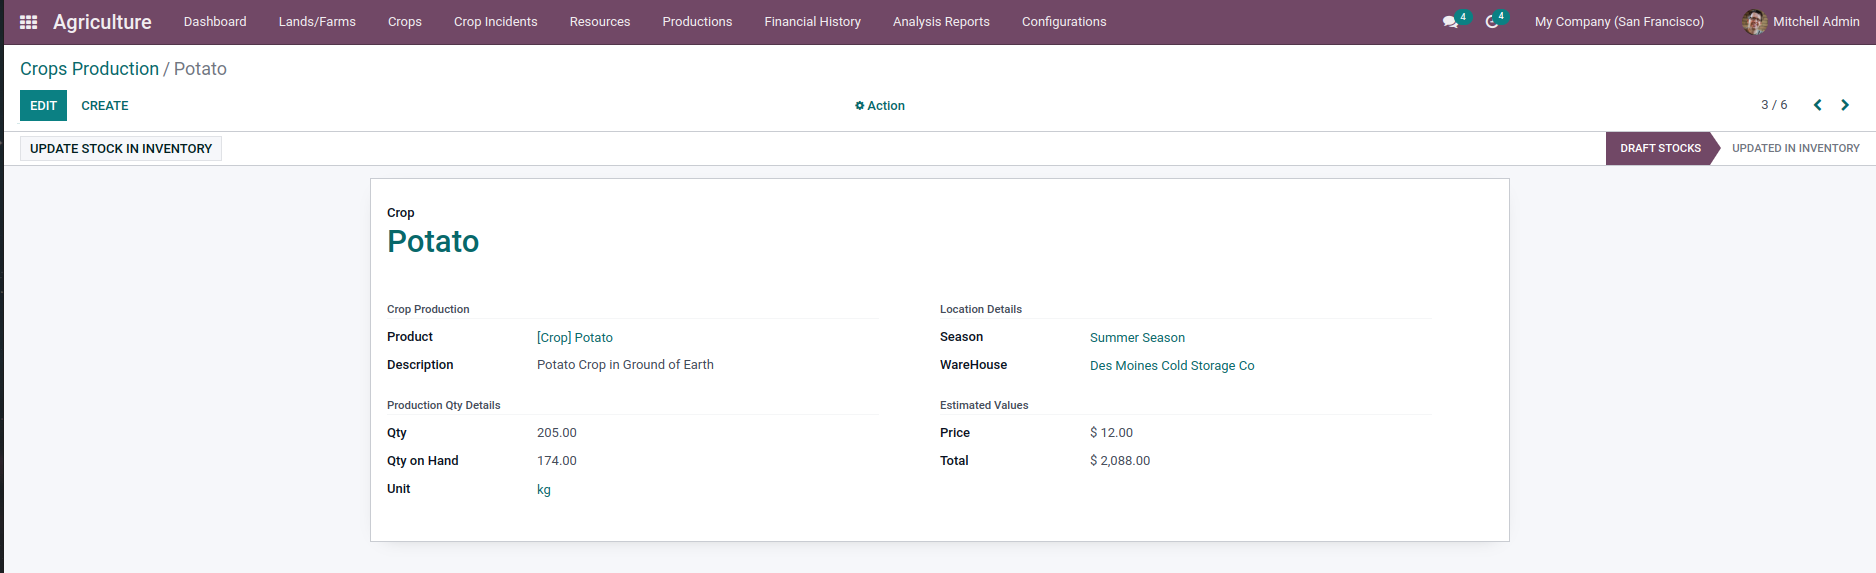 Agriculture Dashboard Lands/Farms Crops Crop Incidents Resources Productions Financial History Analysis Reports Configurations 4 4 My Company (San Francisco) Mitchell Admin
Crops Production / Potato
EDIT CREATE Action 3 / 6
UPDATE STOCK IN INVENTORY DRAFT STOCKS UPDATED IN INVENTORY
Crop
Potato
Crop Production Location Details
Product [Crop] Potato Season Summer Season
Description Potato Crop in Ground of Earth WareHouse Des Moines Cold Storage Co
Production Qty Details Estimated Values
Qty 205.00 Price $ 12.00
Qty on Hand 174.00 Total $ 2,088.00
Unit kg